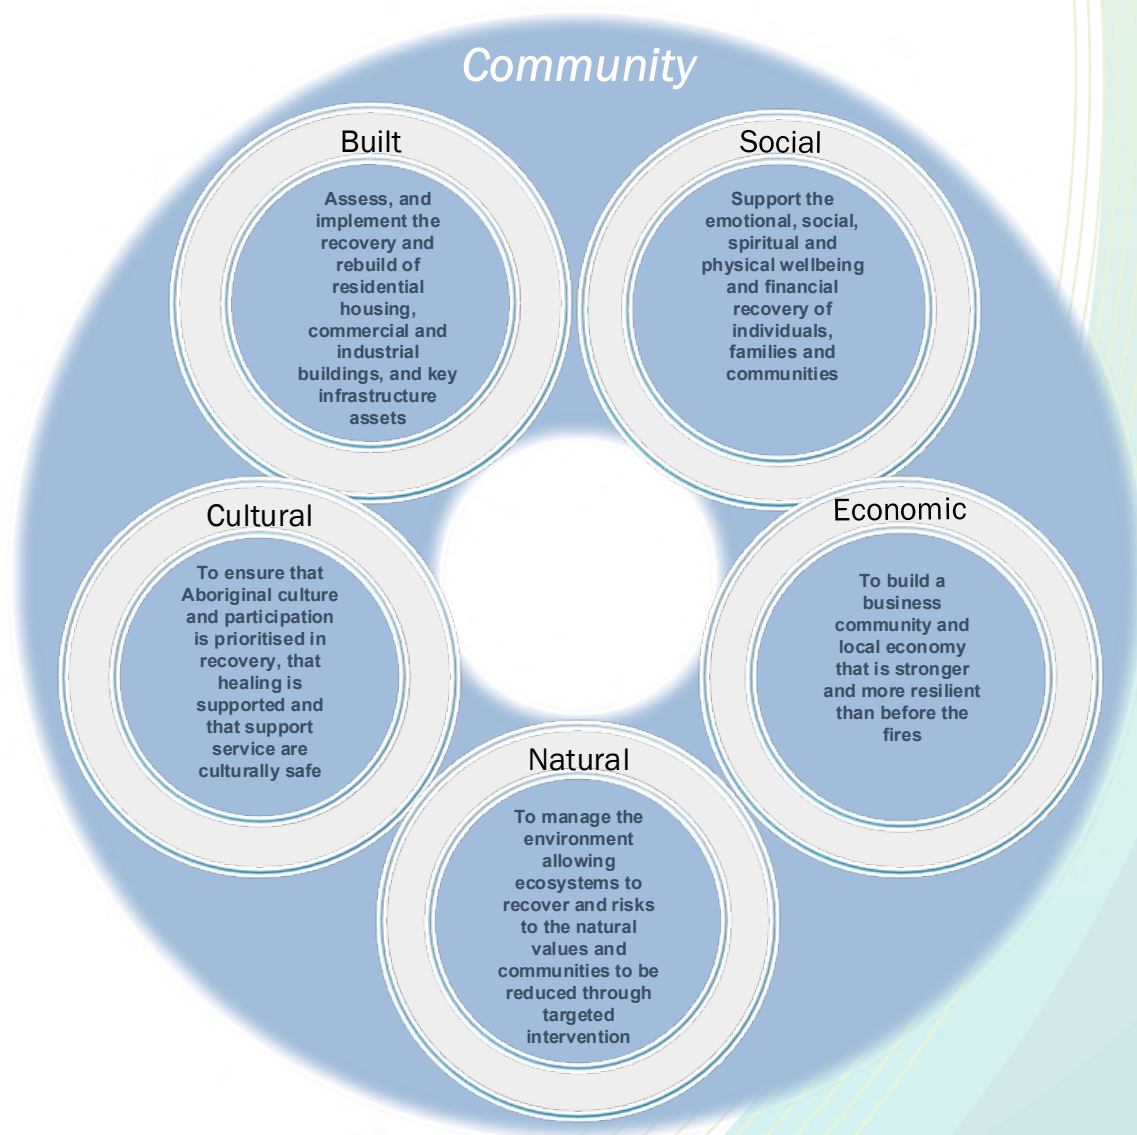 Community
Built
Assess, and
implement the
recovery and
rebuild of
residential
housing,
commercial and
industrial
buildings, and key
infrastructure
assets
Social
Support the
emotional, social,
spiritual and
physical wellbeing
and financial
recovery of
individuals,
families and
communities
Cultural
To ensure that
Aboriginal culture
and participation
is prioritised in
recovery, that
healing is
supported and
that support
service are
culturally safe
Economic
To build a
business
community and
local economy
that is stronger
and more resilient
than before the
fires
Natural
To manage the
environment
allowing
ecosystems to
recover and risks
to the natural
values and
communities to be
reduced through
targeted
intervention